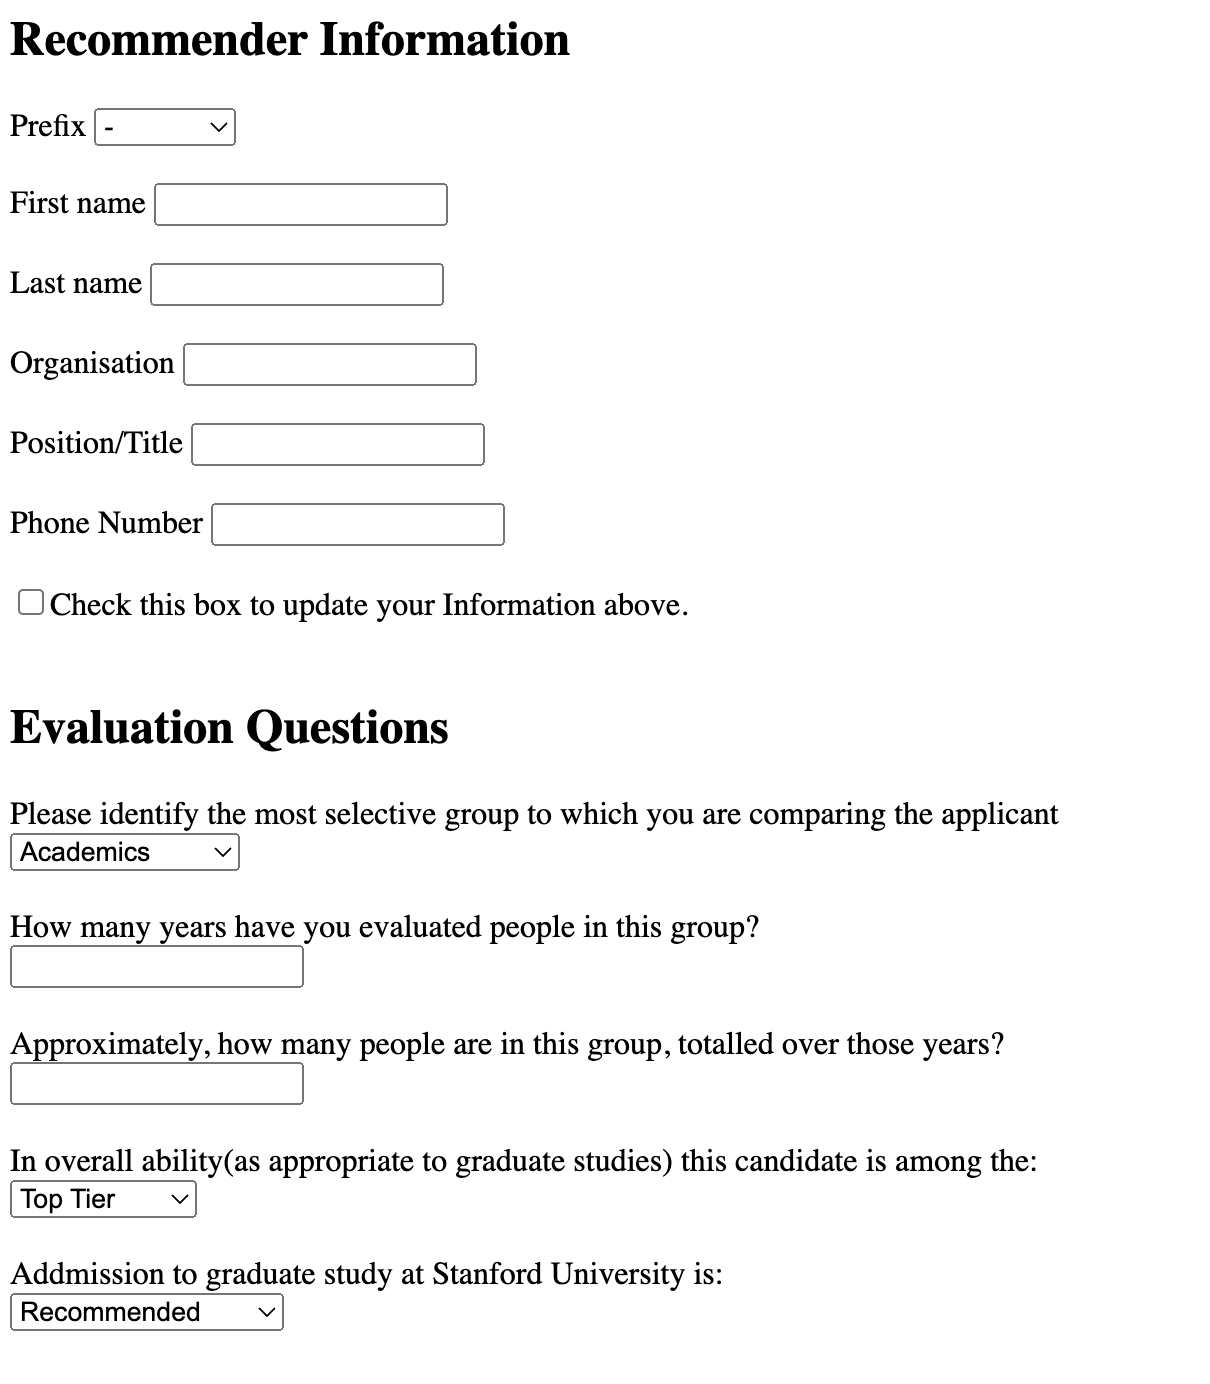 Recommender Information
Prefix -
First name
Last name
Organisation
Position/Title
Phone Number
Check this box to update your Information above.
Evaluation Questions
Please identify the most selective group to which you are comparing the applicant
Academics
How many years have you evaluated people in this group?
Approximately, how many people are in this group, totalled over those years?
In overall ability(as appropriate to graduate studies) this candidate is among the:
Top Tier
Addmission to graduate study at Stanford University is:
Recommended